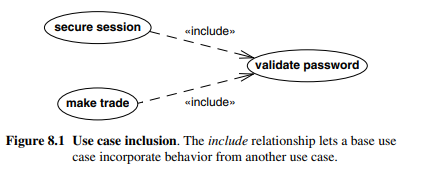 secure session
«include»
validate password
make trade
«include»
Figure 8.1 Use case inclusion. The include relationship lets a base use
case incorporate behavior from another use case.